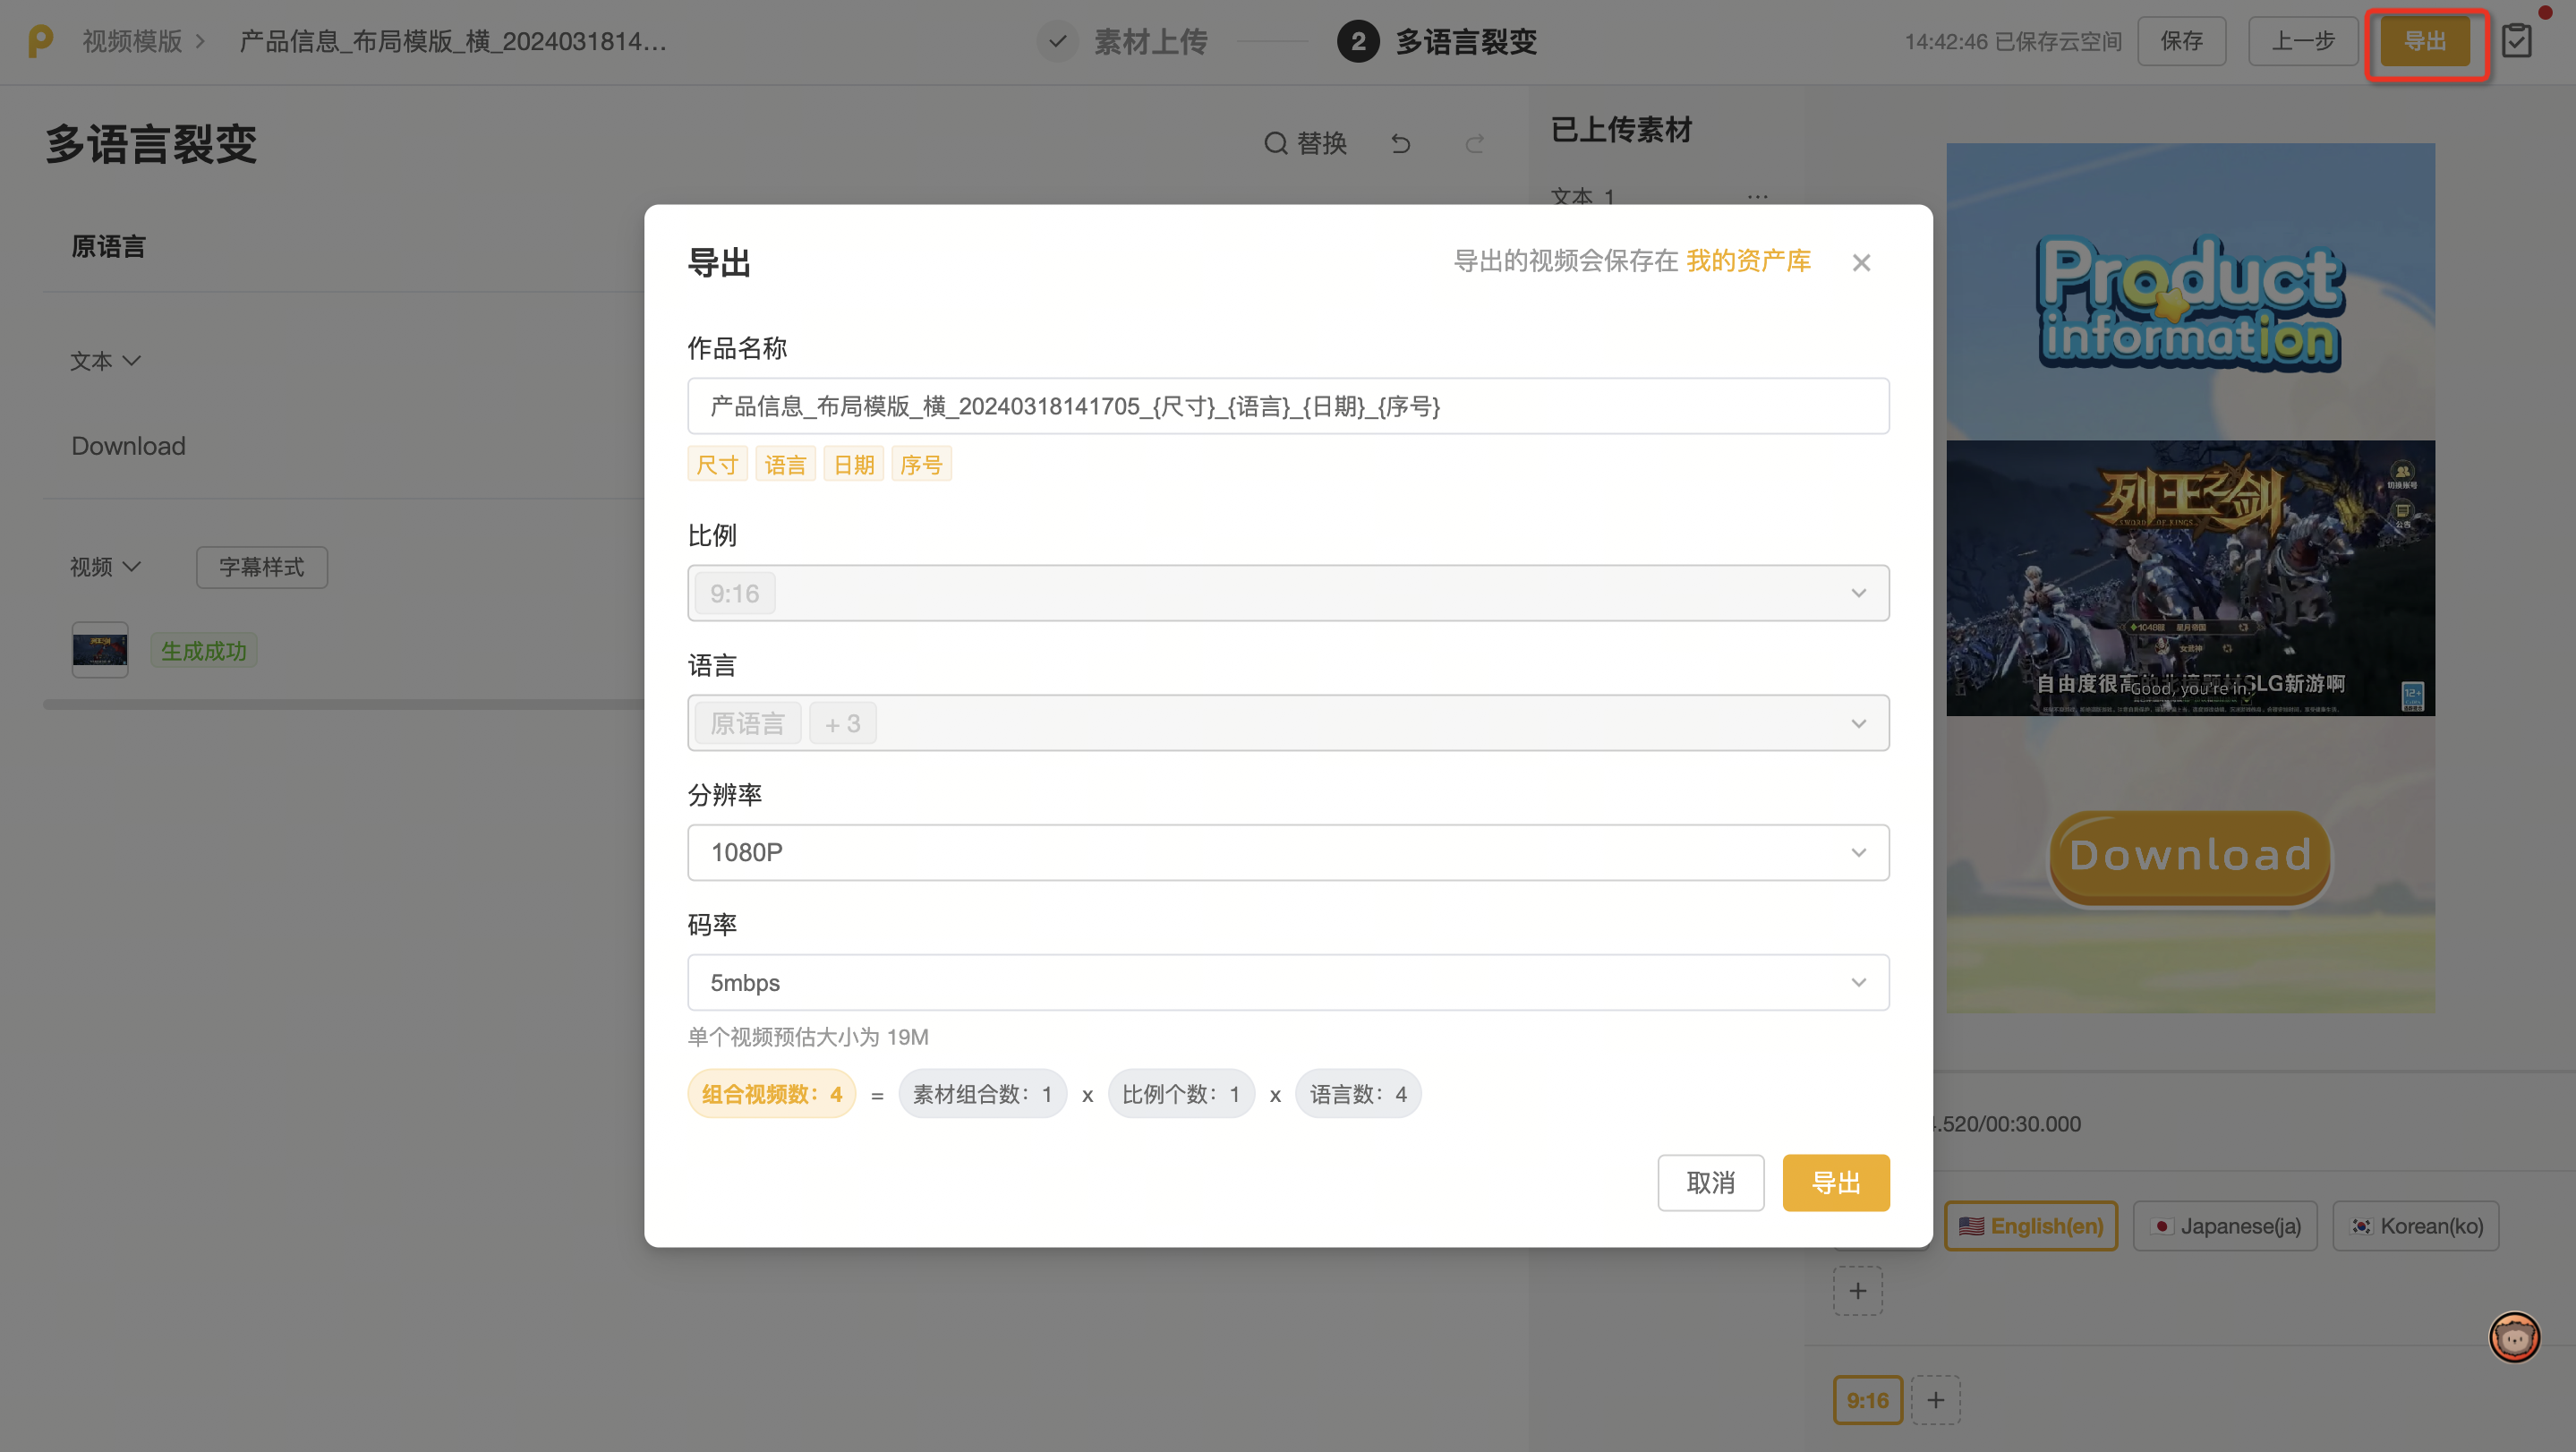 视频模版 > 产品信息_布局模版_横_2024031814...
素材上传
2 多语言裂变
14:42:46 已保存云空间
保存
上一步
导出
多语言裂变
替换
已上传素材
文本 1 ...
原语言
文本
Download
视频
字幕样式
生成成功
导出
导出的视频会保存在 我的资产库
作品名称
产品信息_布局模版_横_20240318141705_{尺寸}_{语言}_{日期}_{序号}
尺寸 语言 日期 序号
比例
9:16
语言
原语言 + 3
分辨率
1080P
码率
5mbps
单个视频预估大小为 19M
组合视频数：4 = 素材组合数：1 x 比例个数：1 x 语言数：4
取消
导出
Product
information
列王之剑
切换账号
公告
Good, you're in.
12+
Download
.520/00:30.000
English(en)
Japanese(ja)
Korean(ko)
+
9:16
+